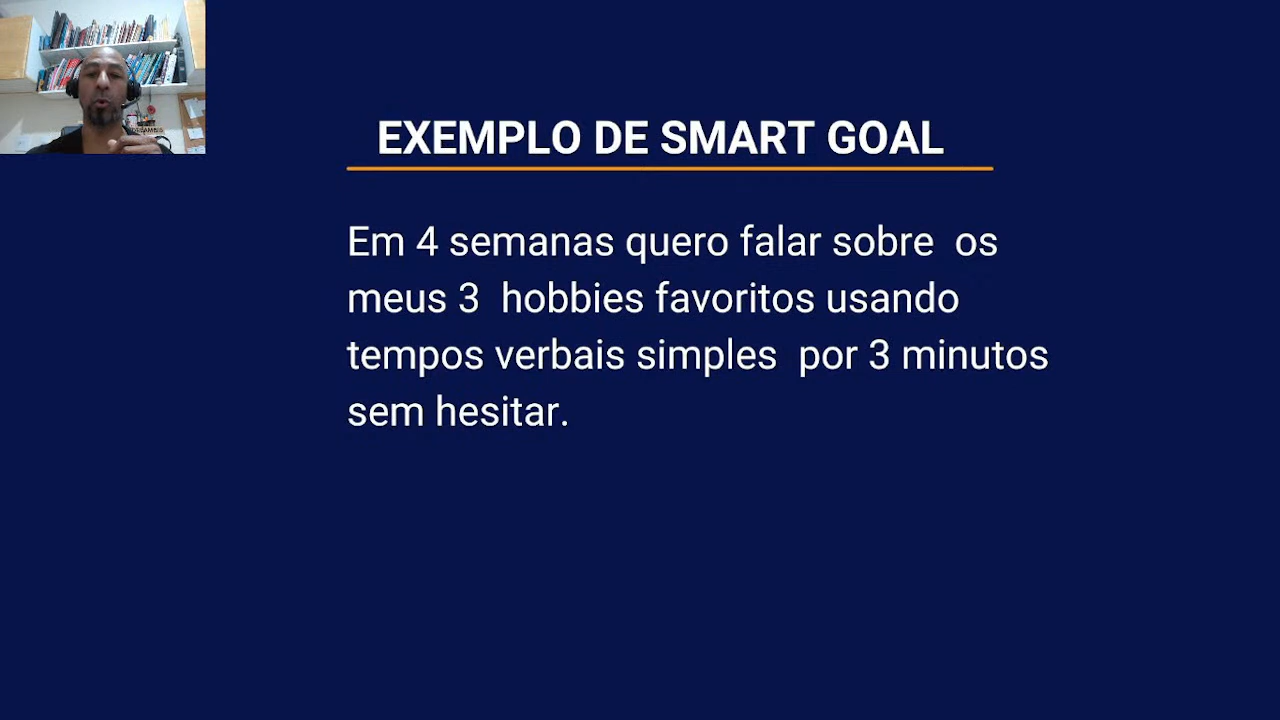 EXEMPLO DE SMART GOAL
Em 4 semanas quero falar sobre os
meus 3 hobbies favoritos usando
tempos verbais simples por 3 minutos
sem hesitar.